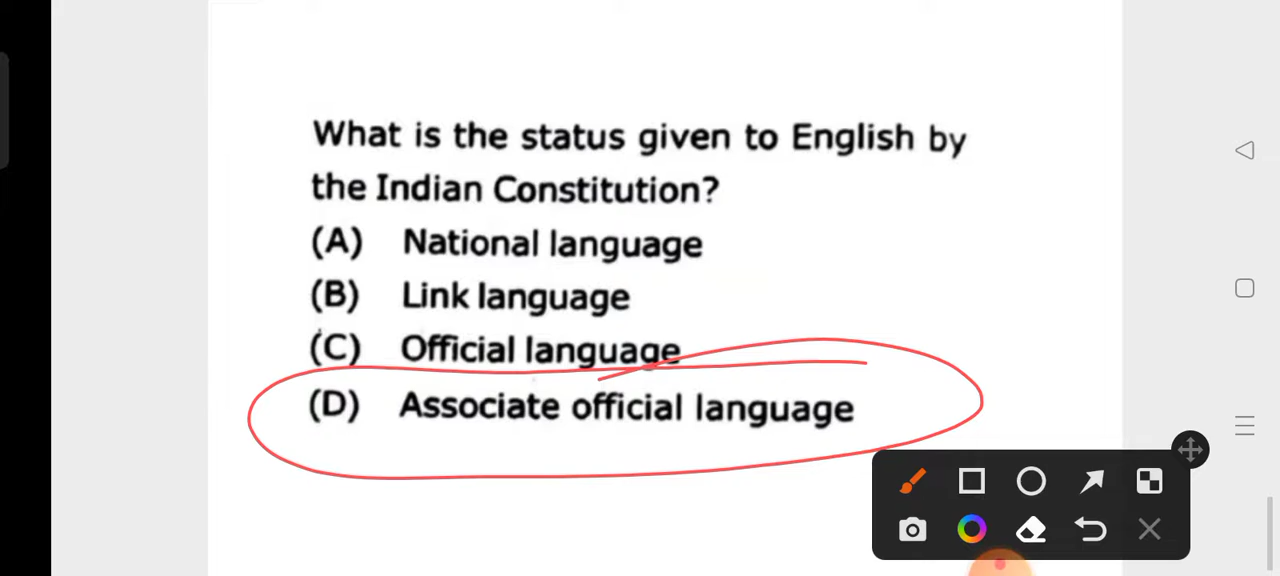 What is the status given to English by
the Indian Constitution?
(A) National language
(B) Link language
(C) Official language
(D) Associate official language